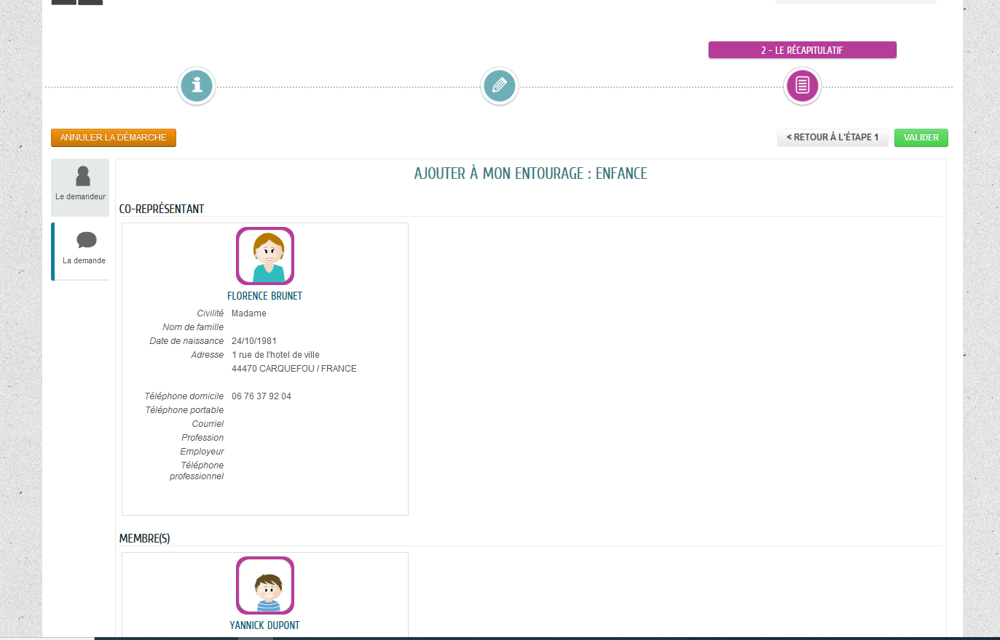 2 - LE RÉCAPITULATIF
ANNULER LA DÉMARCHE
< RETOUR À L'ÉTAPE 1
VALIDER
Le demandeur
La demande
AJOUTER À MON ENTOURAGE : ENFANCE
CO-REPRÉSENTANT
FLORENCE BRUNET
Civilité Madame
Nom de famille
Date de naissance 24/10/1981
Adresse 1 rue de l'hotel de ville
44470 CARQUEFOU / FRANCE
Téléphone domicile 06 76 37 92 04
Téléphone portable
Courriel
Profession
Employeur
Téléphone
professionnel
MEMBRE(S)
YANNICK DUPONT